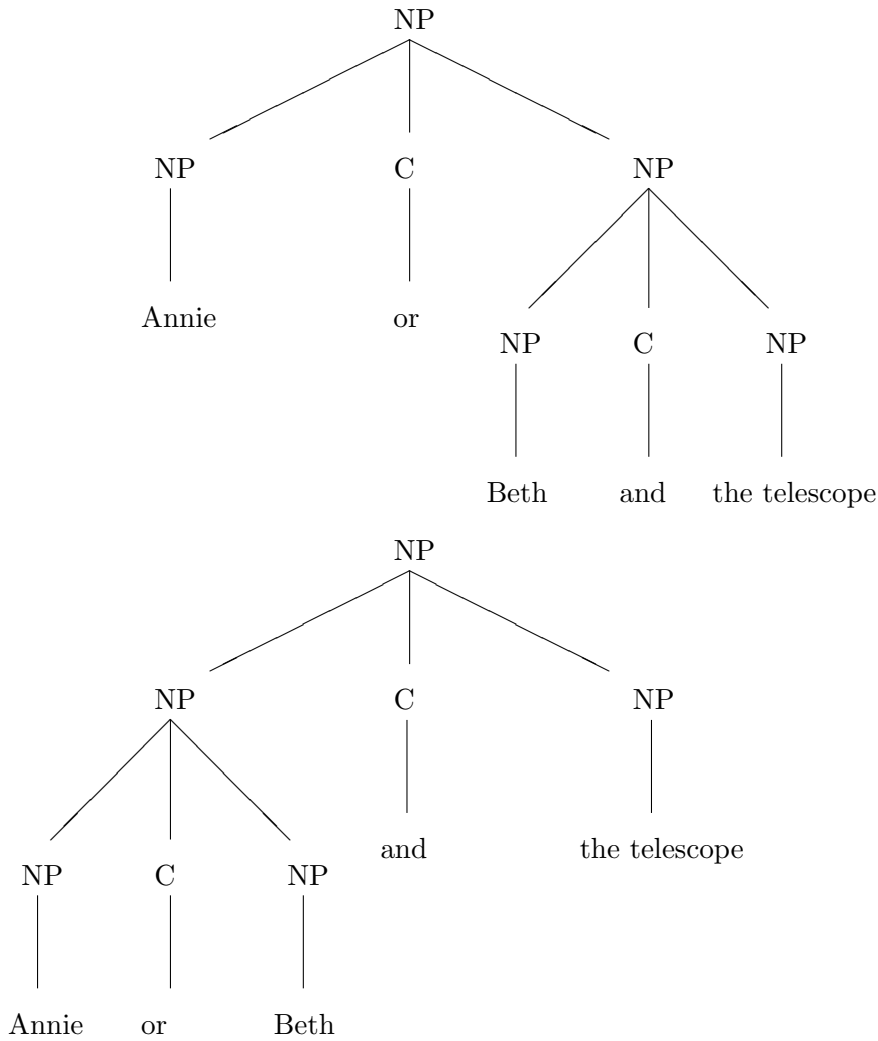 NP
NP C NP
Annie or
NP C NP
Beth and the telescope
NP
NP C NP
and the telescope
NP C NP
Annie or Beth